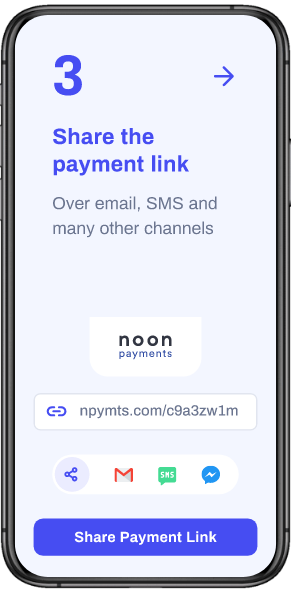 3
Share the
payment link
Over email, SMS and
many other channels
noon
payments
npymts.com/c9a3zw1m
SMS
Share Payment Link